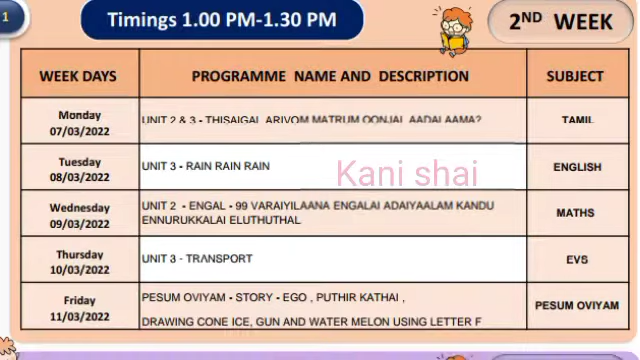 1
Timings 1.00 PM-1.30 PM
2ND WEEK
WEEK DAYS PROGRAMME NAME AND DESCRIPTION SUBJECT
Monday
07/03/2022
UNIT 2 & 3 - THISAIGAL ARIVOM MATRUM OONJAL AADALAAMA?
TAMIL
Tuesday
08/03/2022
UNIT 3 - RAIN RAIN RAIN
Kani shai
ENGLISH
Wednesday
09/03/2022
UNIT 2 - ENGAL - 99 VARAIYILAANA ENGALAI ADAIYAALAM KANDU
ENNURUKKALAI ELUTHUTHAL
MATHS
Thursday
10/03/2022
UNIT 3 - TRANSPORT
EVS
Friday
11/03/2022
PESUM OVIYAM - STORY - EGO , PUTHIR KATHAI ,
DRAWING CONE ICE, GUN AND WATER MELON USING LETTER F
PESUM OVIYAM